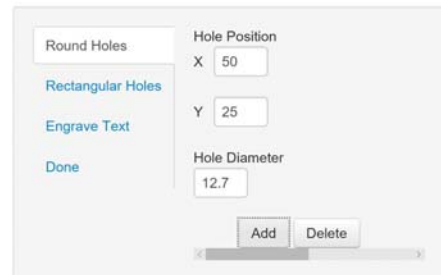 Round Holes
Rectangular Holes
Engrave Text
Done
Hole Position
X 50
Y 25
Hole Diameter
12.7
Add Delete